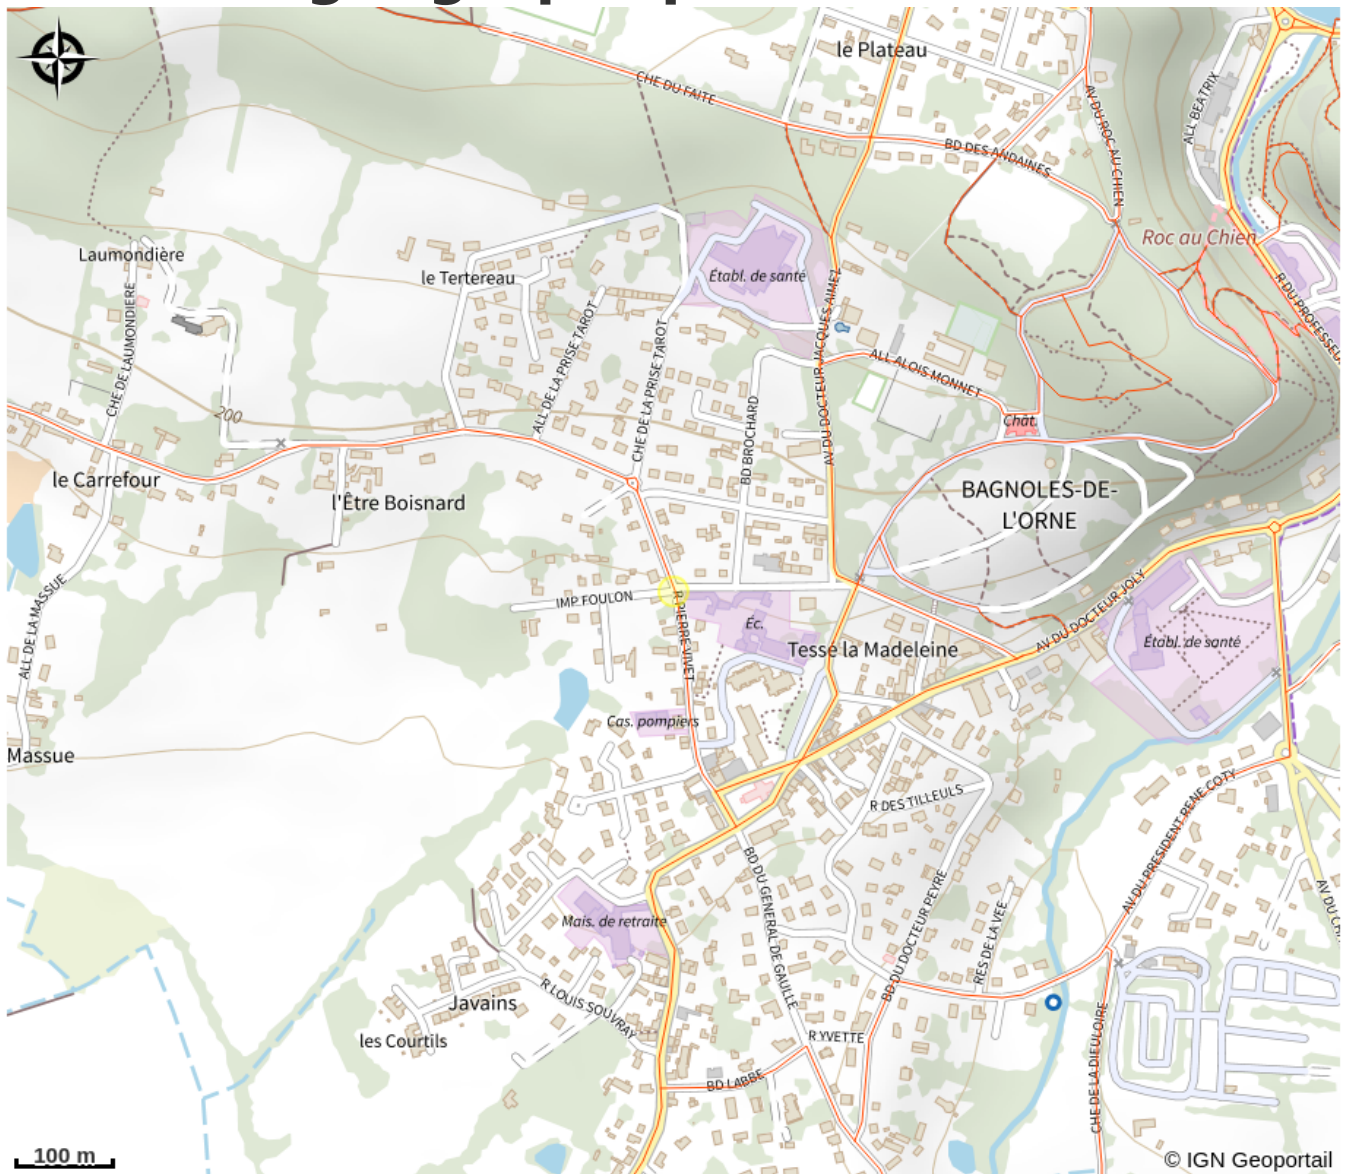 le Plateau
CHE DU FAITE
ALL BEATRIX
AV DU ROC AU CHIEN
BD DES ANDAINES
Roc au Chien
Laumondière
le Tertereau
Établ. de santé
R DU PROFESSEU
CHE DE LAUMONDIERE
ALL DE LA PRISE TAROT
CHE DE LA PRISE TAROT
AV DU DOCTEUR JACQUES AIMEZ
ALL ALOIS MONNET
200
Chât.
BD BROCHARD
le Carrefour
l'Être Boisnard
BAGNOLES-DE-
L'ORNE
IMP FOULON
R PIERRE VIVET
Éc.
AV DU DOCTEUR JOLY
ALL DE LA MASSUE
Tessé la Madeleine
Établ. de santé
Cas. pompiers
Massue
R DES TILLEULS
AV DU PRESIDENT RENE COTY
BD DU GENERAL DE GAULLE
BD DU DOCTEUR PEYRE
RES DE LA VEE
Mais. de retraite
Javains
R LOUIS SOUVRAY
les Courtils
R YVETTE
BD LABBE
CHE DE LA DIEULOIRE
100 m
© IGN Geoportail